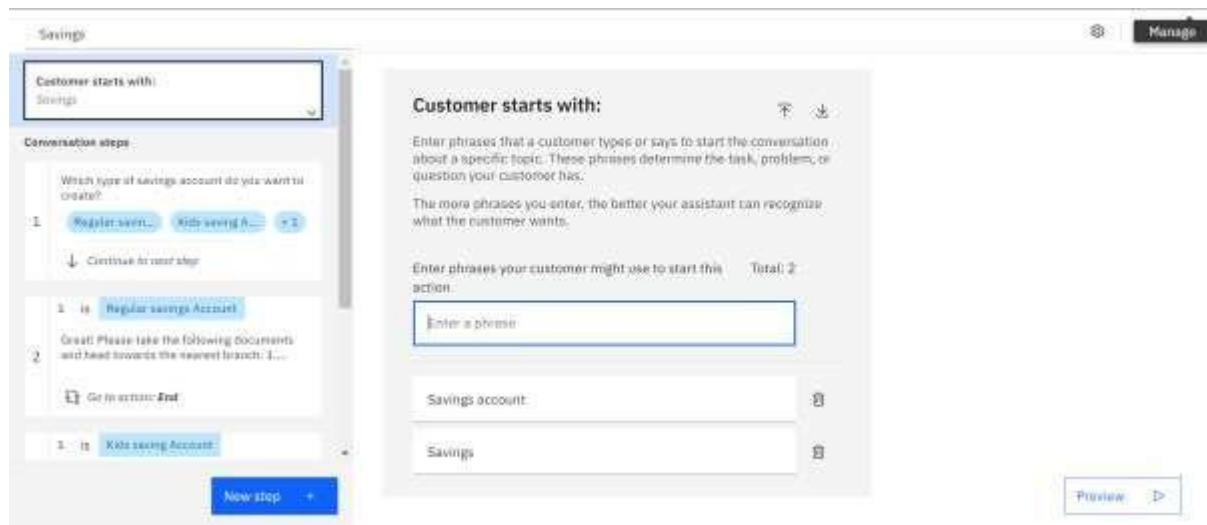 Savings
Manage
Customer starts with:
Savings
Conversation steps
1
Which type of savings account do you want to
create?
Regular savin... Kids saving A... + 1
Continue to next step
2
1 is Regular savings Account
Great! Please take the following documents
and head towards the nearest branch: 1....
Go to action: End
1 is Kids saving Account
New step +
Customer starts with:
Enter phrases that a customer types or says to start the conversation
about a specific topic. These phrases determine the task, problem, or
question your customer has.
The more phrases you enter, the better your assistant can recognize
what the customer wants.
Enter phrases your customer might use to start this Total: 2
action
Enter a phrase
Savings account
Savings
Preview